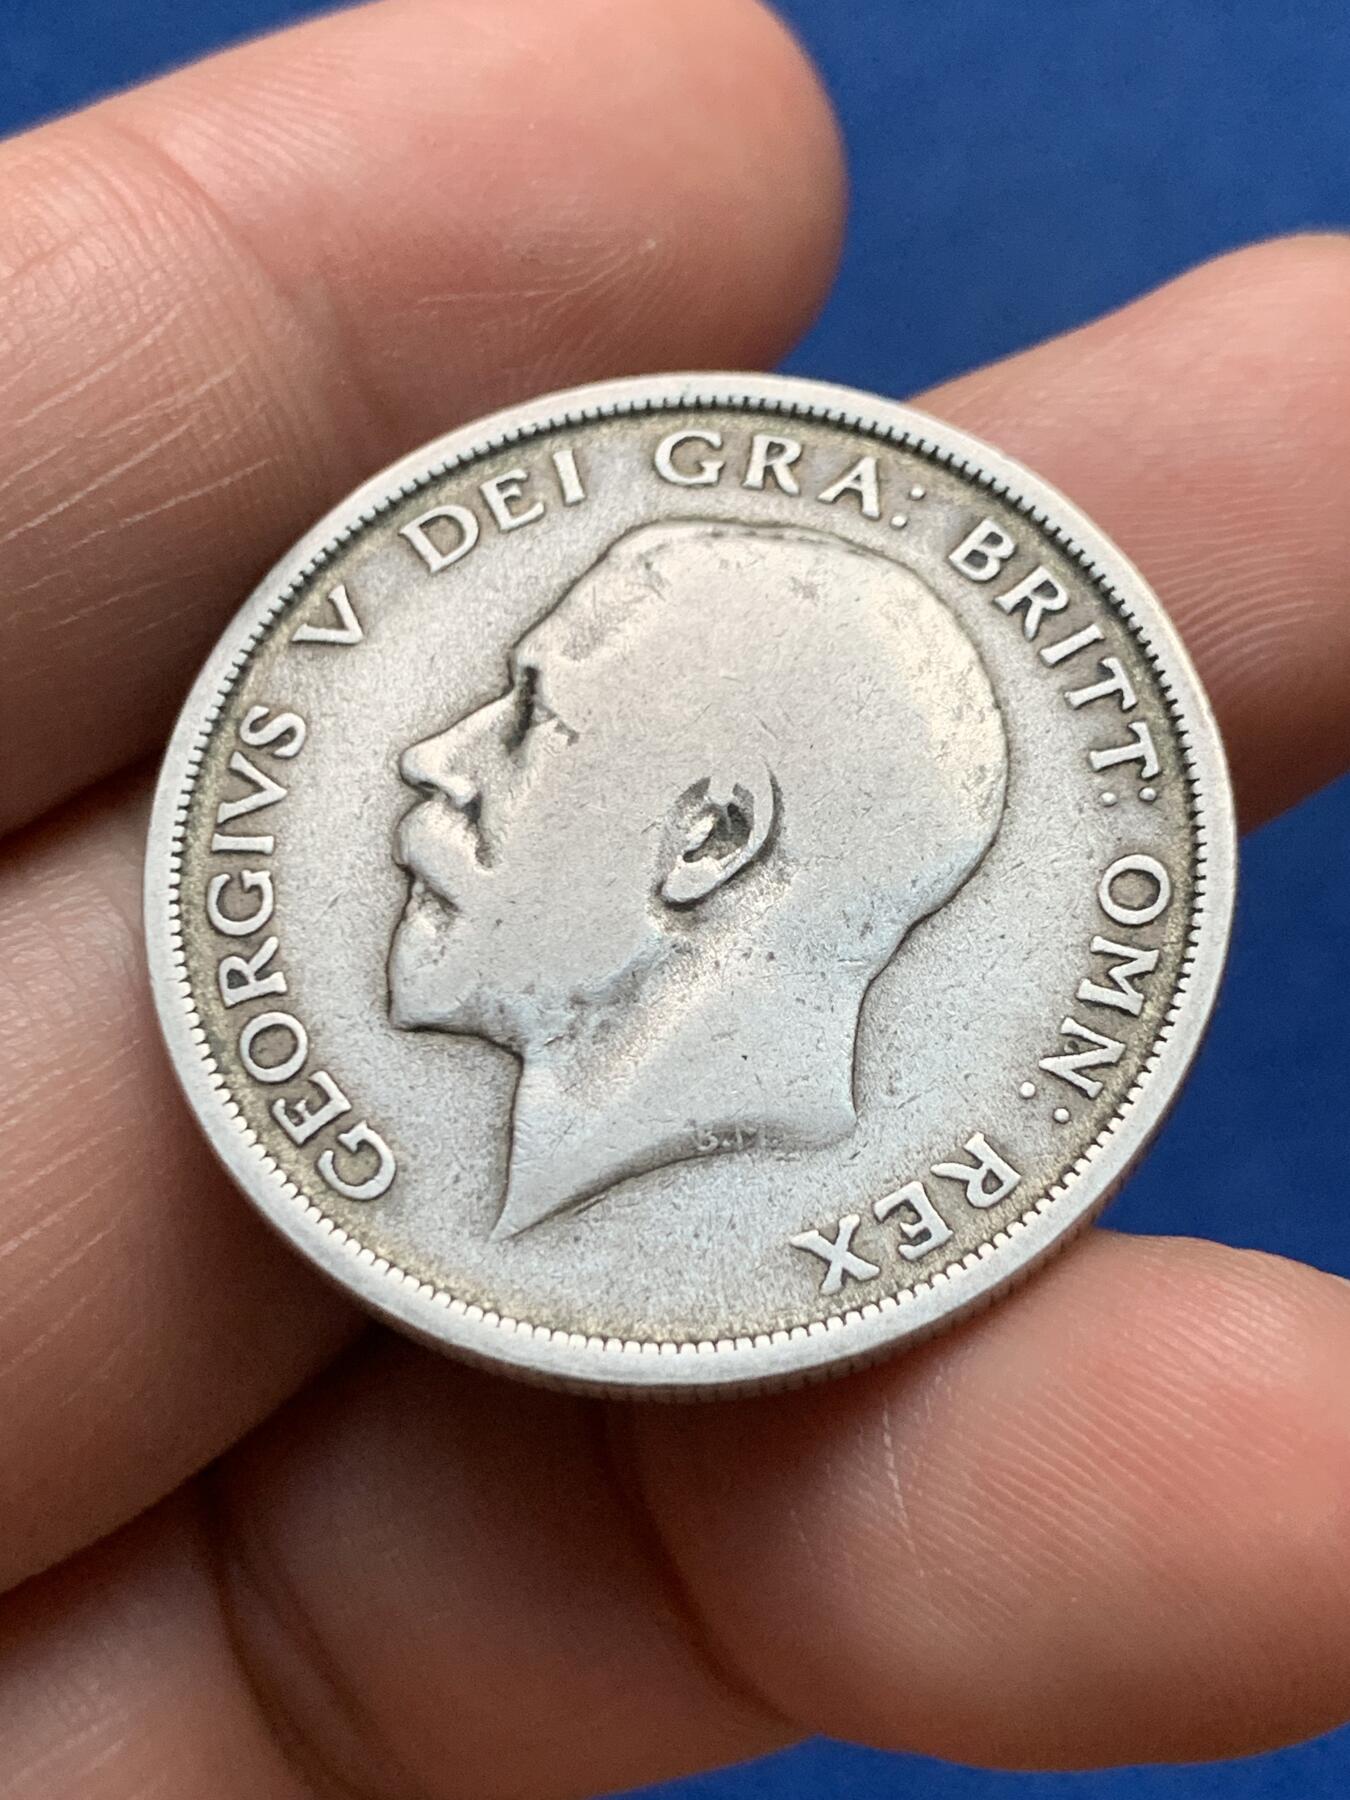 GEORGIVS V DEI GRA: BRITT: OMN: REX
B.M.